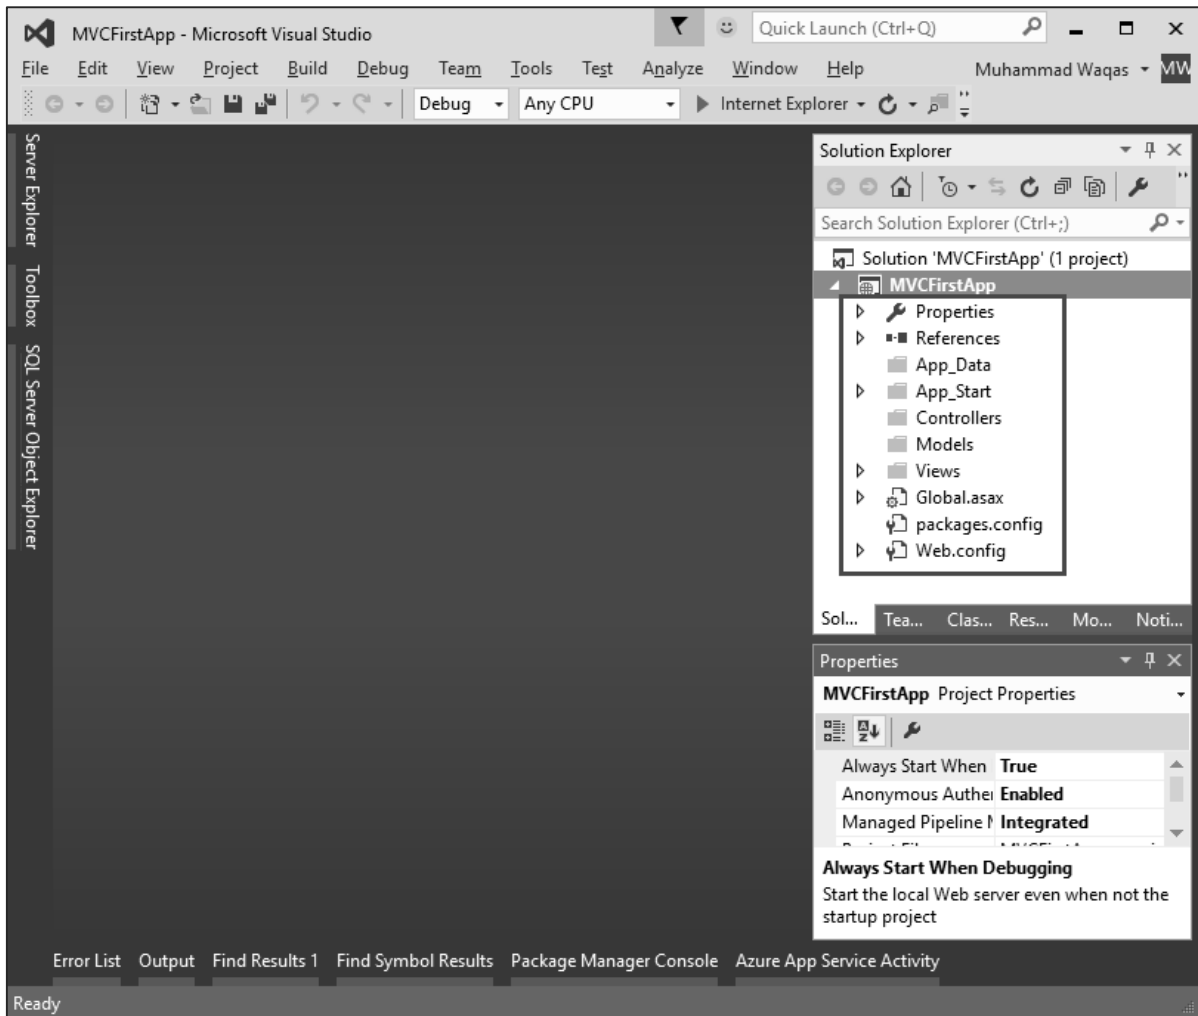 MVCFirstApp - Microsoft Visual Studio
Quick Launch (Ctrl+Q)
File Edit View Project Build Debug Team Tools Test Analyze Window Help Muhammad Waqas MW
Debug Any CPU Internet Explorer
Server Explorer
Toolbox
SQL Server Object Explorer
Solution Explorer
Search Solution Explorer (Ctrl+;)
Solution 'MVCFirstApp' (1 project)
MVCFirstApp
Properties
References
App_Data
App_Start
Controllers
Models
Views
Global.asax
packages.config
Web.config
Sol... Tea... Clas... Res... Mo... Noti...
Properties
MVCFirstApp Project Properties
Always Start When True
Anonymous Authe Enabled
Managed Pipeline Integrated
Always Start When Debugging
Start the local Web server even when not the
startup project
Error List Output Find Results 1 Find Symbol Results Package Manager Console Azure App Service Activity
Ready